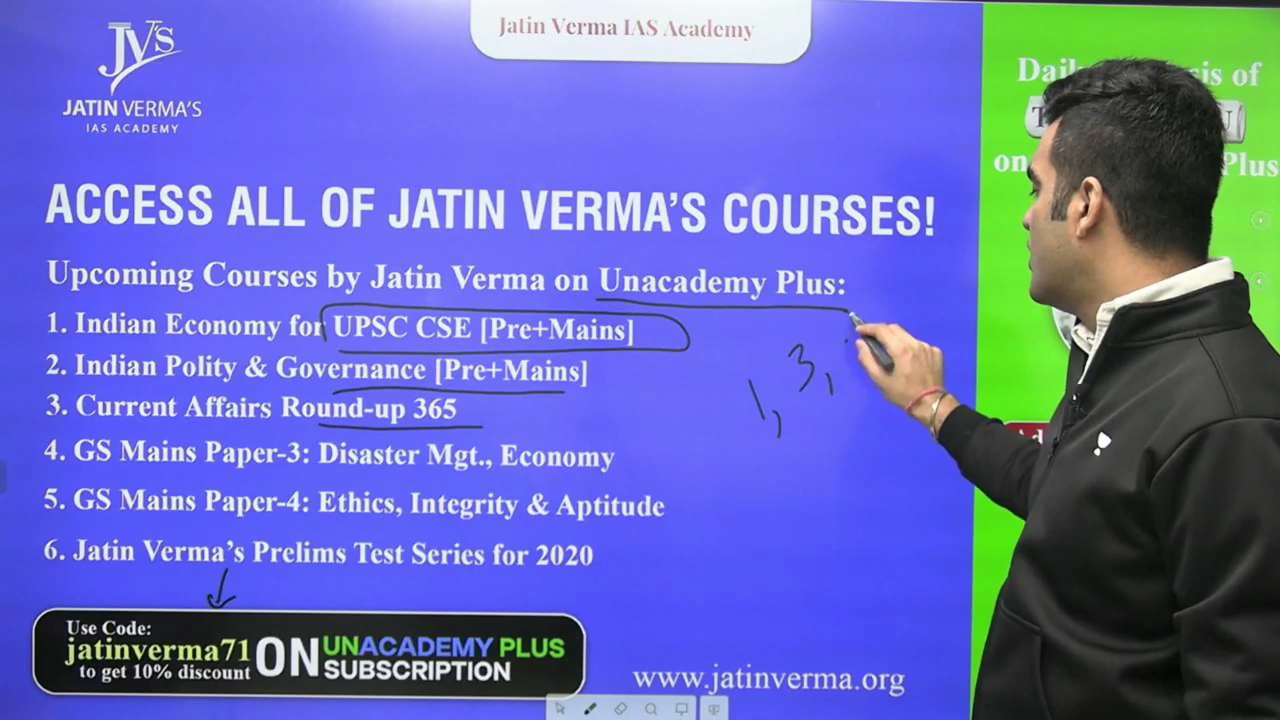 Jatin Verma IAS Academy
JV'S
JATIN VERMA'S
IAS ACADEMY
ACCESS ALL OF JATIN VERMA'S COURSES!
Upcoming Courses by Jatin Verma on Unacademy Plus:
1. Indian Economy for UPSC CSE [Pre+Mains]
2. Indian Polity & Governance [Pre+Mains]
3. Current Affairs Round-up 365
4. GS Mains Paper-3: Disaster Mgt., Economy
5. GS Mains Paper-4: Ethics, Integrity & Aptitude
6. Jatin Verma's Prelims Test Series for 2020
1, 3,
Use Code:
jatinverma71
to get 10% discount
ON
UNACADEMY PLUS
SUBSCRIPTION
www.jatinverma.org
of
on
Plus